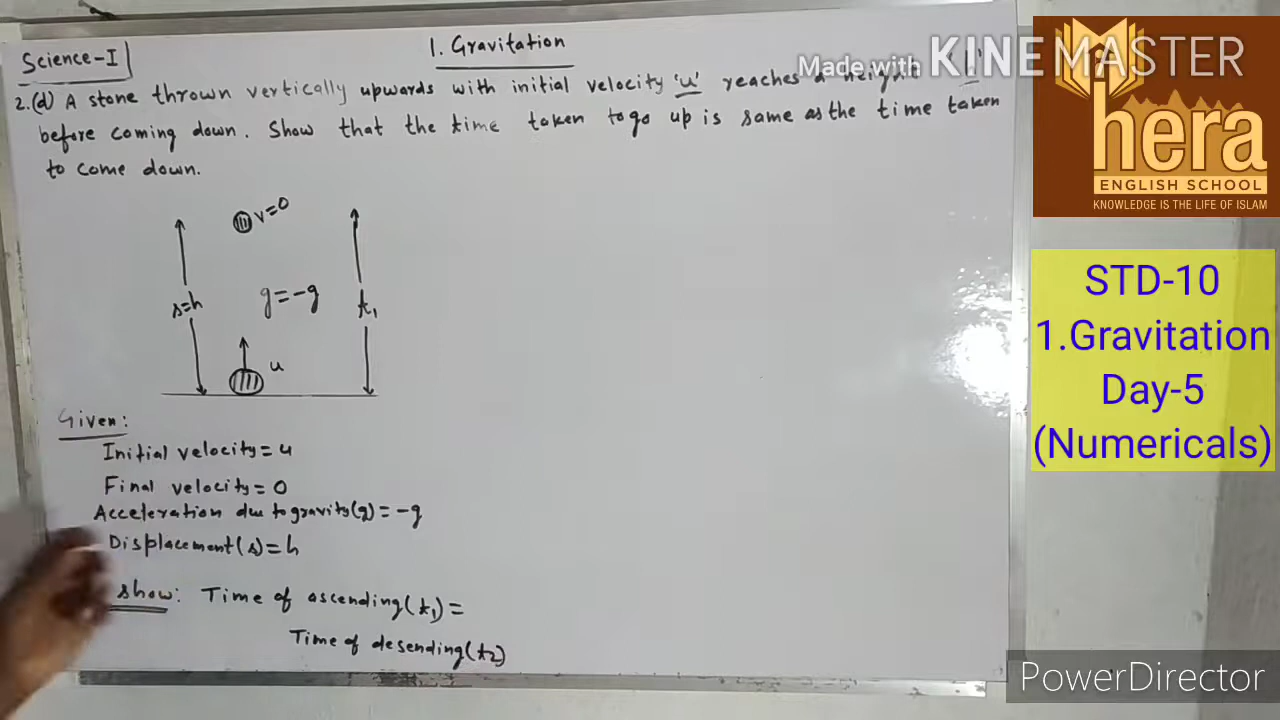 Science-I
1. Gravitation
2.(d) A stone thrown vertically upwards with initial velocity 'u' reaches a height 'h'
before coming down. Show that the time taken to go up is same as the time taken
to come down.
v=0
g=-g
s=h
t1
u
Given:
Initial velocity=u
Final velocity=0
Acceleration due to gravity(g)=-g
Displacement(s)=h
show: Time of ascending(t1)=
Time of desending(t2)
Made with KINEMASTER
hera
ENGLISH SCHOOL
KNOWLEDGE IS THE LIFE OF ISLAM
STD-10
1.Gravitation
Day-5
(Numericals)
PowerDirector